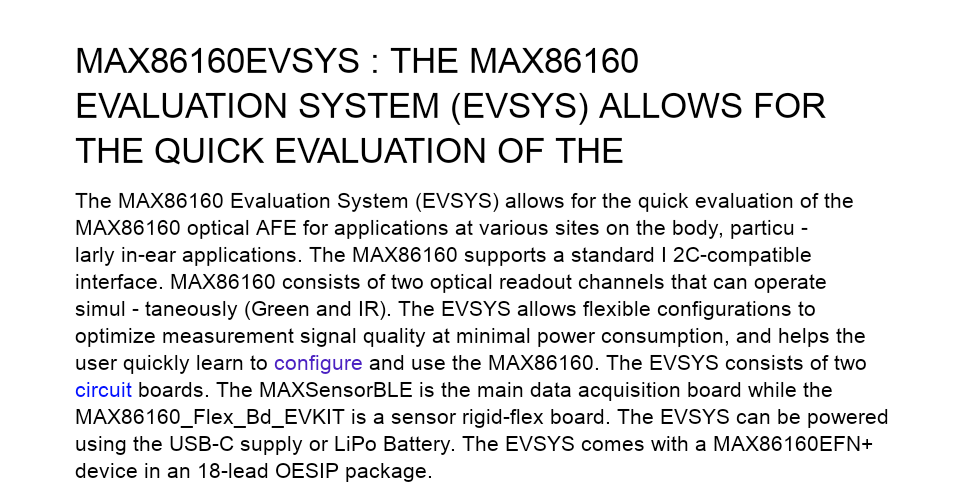 MAX86160EVSYS : THE MAX86160
EVALUATION SYSTEM (EVSYS) ALLOWS FOR
THE QUICK EVALUATION OF THE
The MAX86160 Evaluation System (EVSYS) allows for the quick evaluation of the
MAX86160 optical AFE for applications at various sites on the body, particu -
larly in-ear applications. The MAX86160 supports a standard I 2C-compatible
interface. MAX86160 consists of two optical readout channels that can operate
simul - taneously (Green and IR). The EVSYS allows flexible configurations to
optimize measurement signal quality at minimal power consumption, and helps the
user quickly learn to configure and use the MAX86160. The EVSYS consists of two
circuit boards. The MAXSensorBLE is the main data acquisition board while the
MAX86160_Flex_Bd_EVKIT is a sensor rigid-flex board. The EVSYS can be powered
using the USB-C supply or LiPo Battery. The EVSYS comes with a MAX86160EFN+
device in an 18-lead OESIP package.